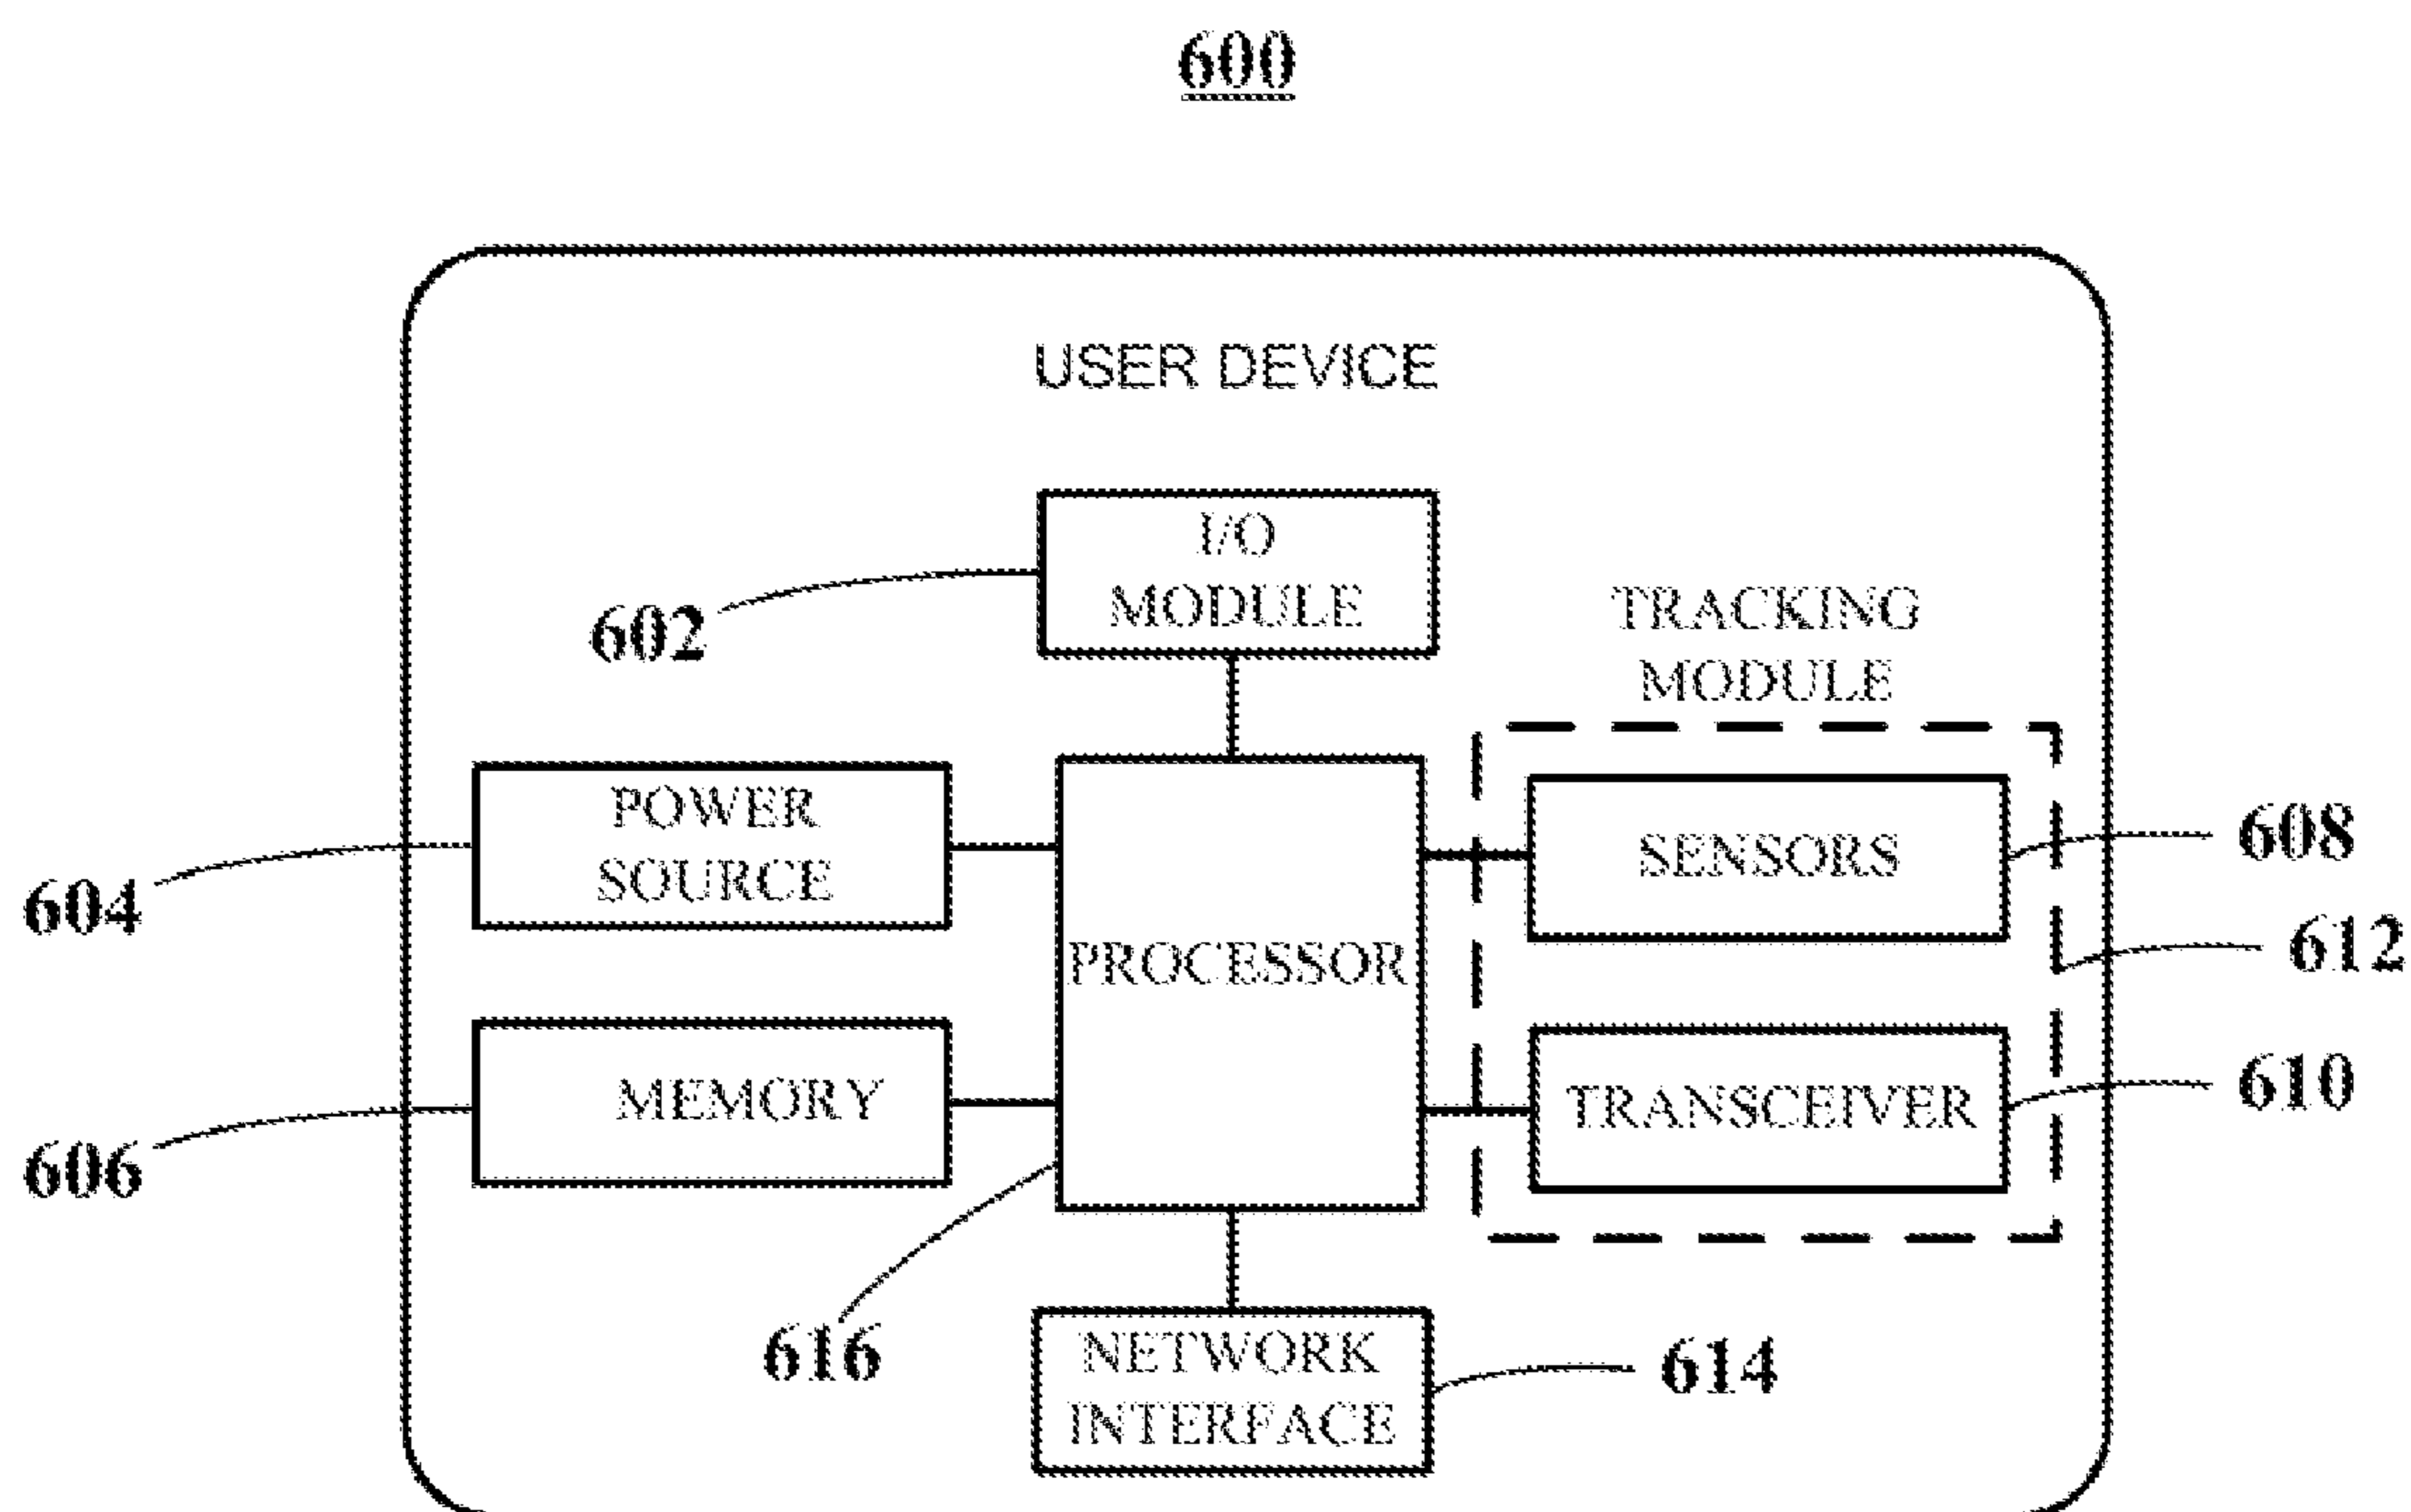 600
USER DEVICE
I/O
MODULE
602
TRACKING
MODULE
POWER
SOURCE
604
SENSORS
608
PROCESSOR
612
MEMORY
606
TRANSCEIVER
610
616
NETWORK
INTERFACE
614